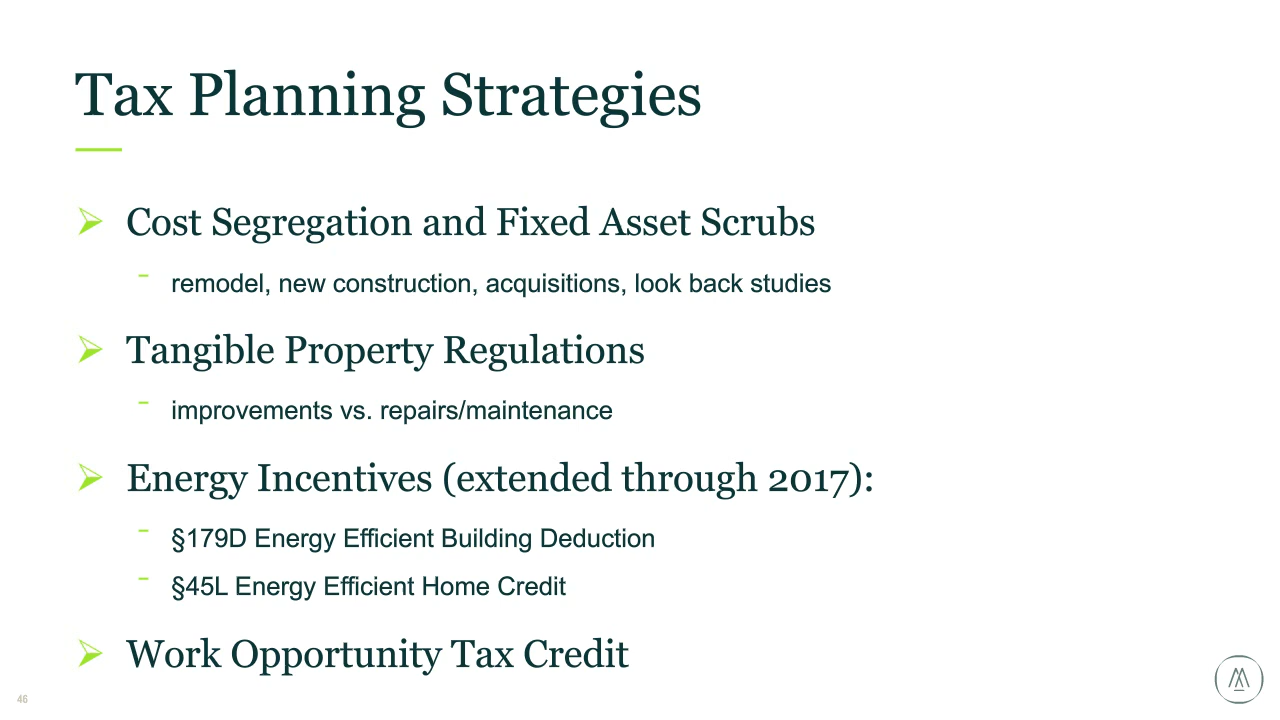 Tax Planning Strategies
Cost Segregation and Fixed Asset Scrubs
remodel, new construction, acquisitions, look back studies
Tangible Property Regulations
improvements vs. repairs/maintenance
Energy Incentives (extended through 2017):
§179D Energy Efficient Building Deduction
§45L Energy Efficient Home Credit
Work Opportunity Tax Credit
46